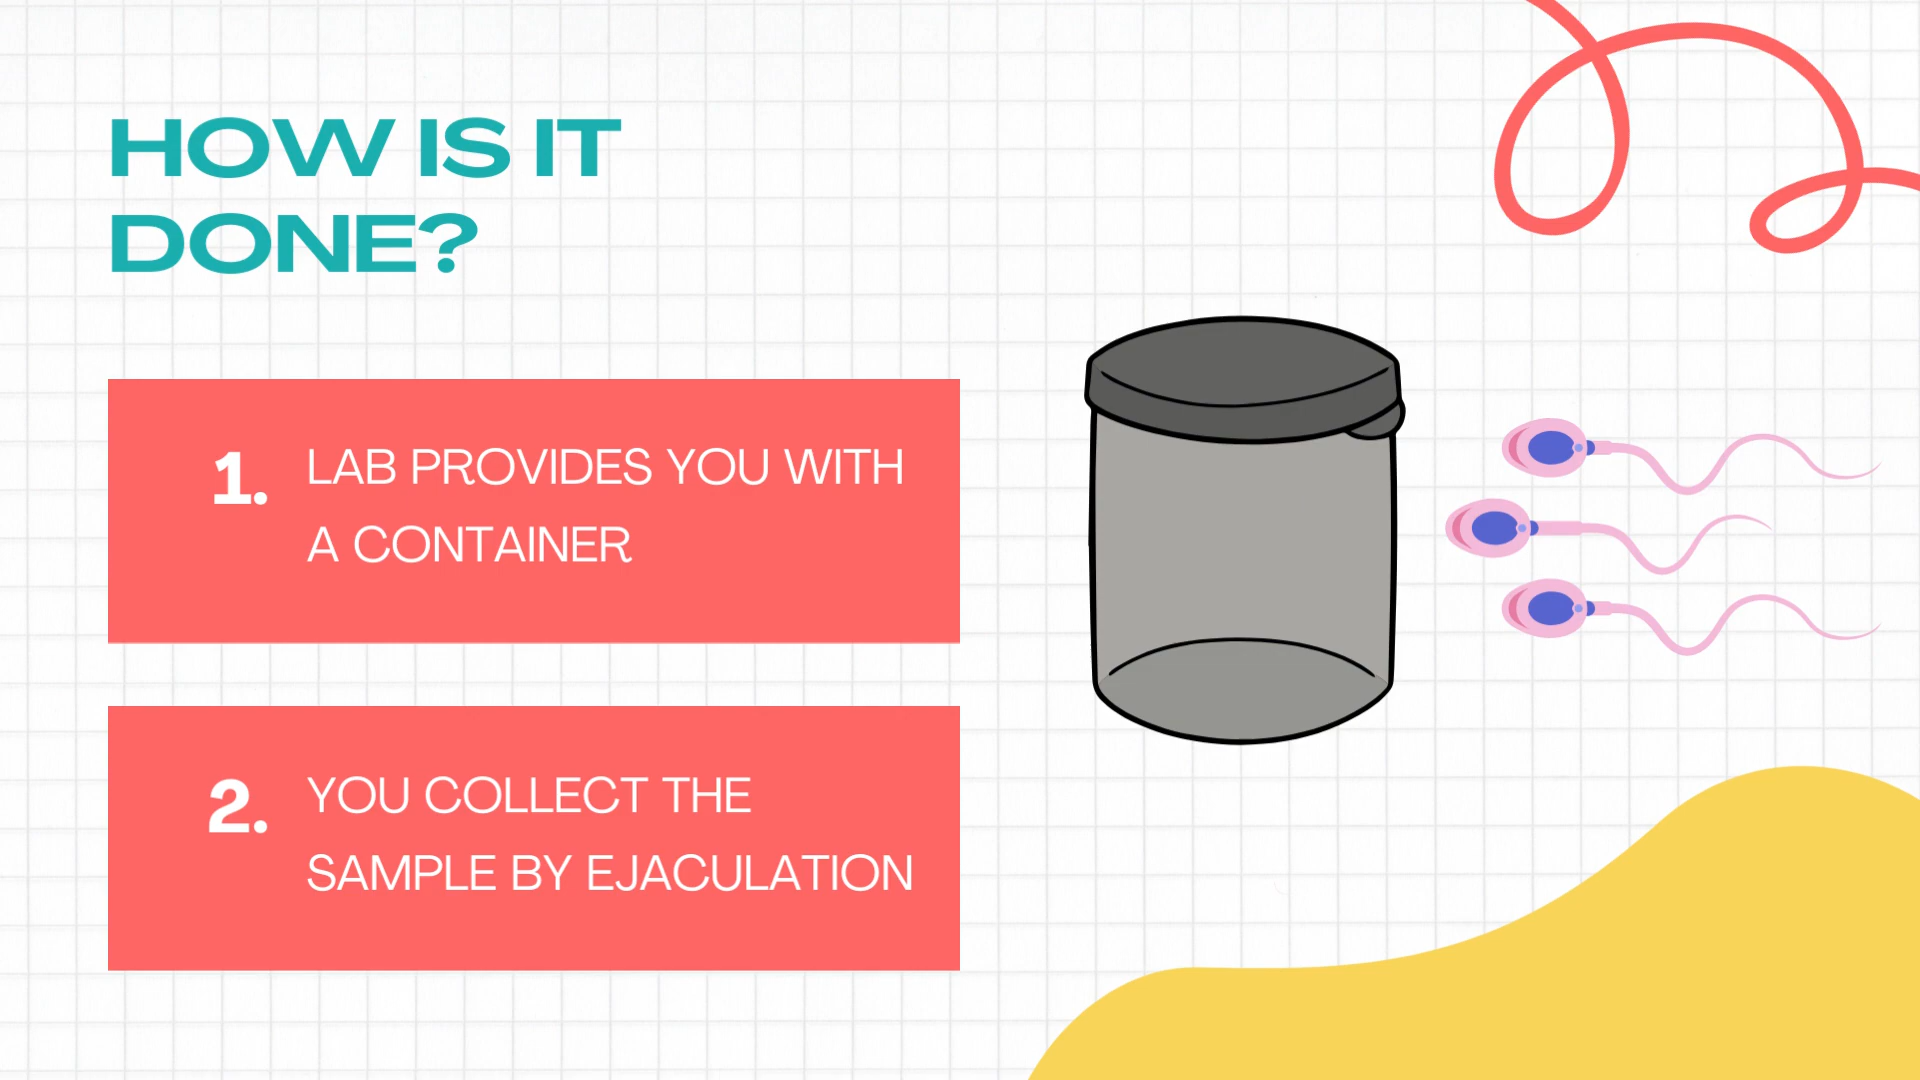 HOW IS IT
DONE?
1. LAB PROVIDES YOU WITH
A CONTAINER
2. YOU COLLECT THE
SAMPLE BY EJACULATION